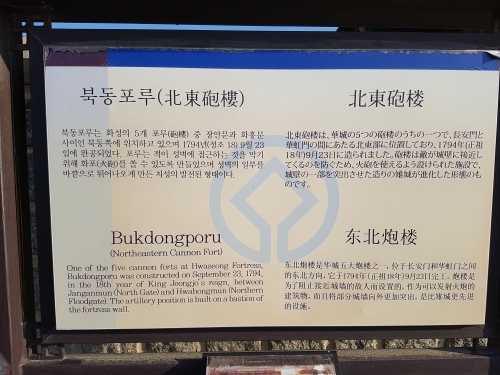 북동포루(北東砲樓)
북동포루는 화성의 5개 포루(砲樓) 중 장안문과 화홍문
사이인 북동쪽에 위치하고 있으며 1794년(정조 18) 9월 23
일에 완공되었다. 포루는 적이 성벽에 접근하는 것을 막기
위해 화포(火砲)를 쏠 수 있도록 만들었으며 성벽의 일부를
바깥으로 튀어나오게 만든 치성의 발전된 형태이다.
北東砲楼
北東砲楼は、華城の5つの砲楼のうちの一つで、長安門と
華虹門の間にあたる北東部に位置しており、1794年(正祖
18年)9月23日に造られました。砲楼は敵が城壁に接近し
てくるのを防ぐため、火砲を使えるよう設けられた施設で、
城壁の一部を突出させた造りの雉城が進化した形態のも
のです。
Bukdongporu
(Northeastern Cannon Fort)
One of the five cannon forts at Hwaseong Fortress,
Bukdongporu was constructed on September 23, 1794,
in the 18th year of King Jeongjo's reign, between
Janganmun (North Gate) and Hwahongmun (Northern
Floodgate). The artillery position is built on a bastion of
the fortress wall.
东北炮楼
东北炮楼是华城五大炮楼之一, 位于长安门和华虹门之间
的东北方向, 它于1794年(正祖18年)9月23日完工。炮楼是
为了阻止接近城墙的敌人而设置的, 作为可以发射火炮的
建筑物, 而且将部分城墙向外更加突出, 是比雉城更先进
的设施。